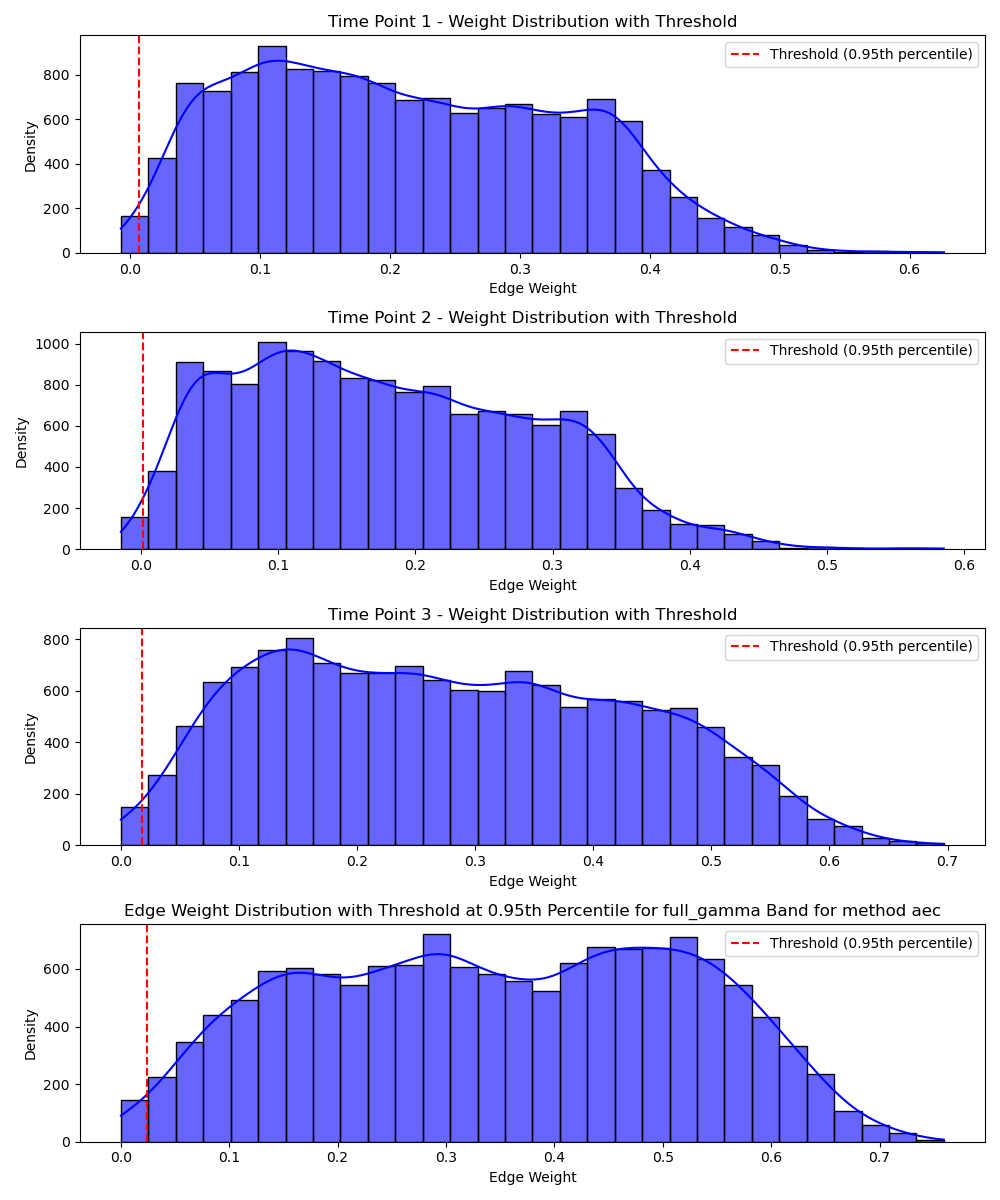 Time Point 1 - Weight Distribution with Threshold
Threshold (0.95th percentile)
800
600
400
200
0
Density
0.0 0.1 0.2 0.3 0.4 0.5 0.6
Edge Weight
Time Point 2 - Weight Distribution with Threshold
Threshold (0.95th percentile)
1000
800
600
400
200
0
Density
0.0 0.1 0.2 0.3 0.4 0.5 0.6
Edge Weight
Time Point 3 - Weight Distribution with Threshold
Threshold (0.95th percentile)
800
600
400
200
0
Density
0.0 0.1 0.2 0.3 0.4 0.5 0.6 0.7
Edge Weight
Edge Weight Distribution with Threshold at 0.95th Percentile for full_gamma Band for method aec
Threshold (0.95th percentile)
600
400
200
0
Density
0.0 0.1 0.2 0.3 0.4 0.5 0.6 0.7
Edge Weight